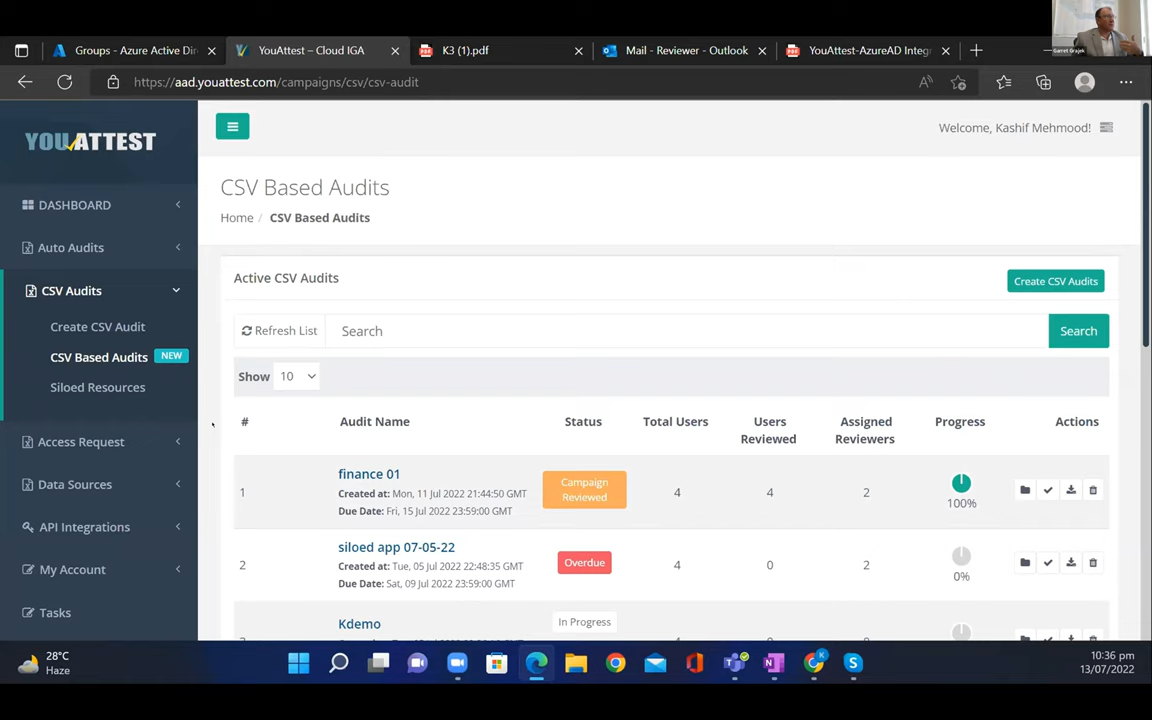 Groups - Azure Active Dir
YouAttest – Cloud IGA
K3 (1).pdf
Mail - Reviewer - Outlook
YouAttest-AzureAD Integ
Garret Grajek
https://aad.youattest.com/campaigns/csv/csv-audit
YOUATTEST
Welcome, Kashif Mehmood!
CSV Based Audits
Home / CSV Based Audits
DASHBOARD
Auto Audits
CSV Audits
Create CSV Audit
CSV Based Audits NEW
Siloed Resources
Access Request
Data Sources
API Integrations
My Account
Tasks
Active CSV Audits
Create CSV Audits
Refresh List
Search
Search
Show 10
# Audit Name Status Total Users Users Reviewed Assigned Reviewers Progress Actions
1 finance 01 Campaign Reviewed 4 4 2 100%
Created at: Mon, 11 Jul 2022 21:44:50 GMT
Due Date: Fri, 15 Jul 2022 23:59:00 GMT
2 siloed app 07-05-22 Overdue 4 0 2 0%
Created at: Tue, 05 Jul 2022 22:48:35 GMT
Due Date: Sat, 09 Jul 2022 23:59:00 GMT
Kdemo In Progress
28°C
Haze
10:36 pm
13/07/2022